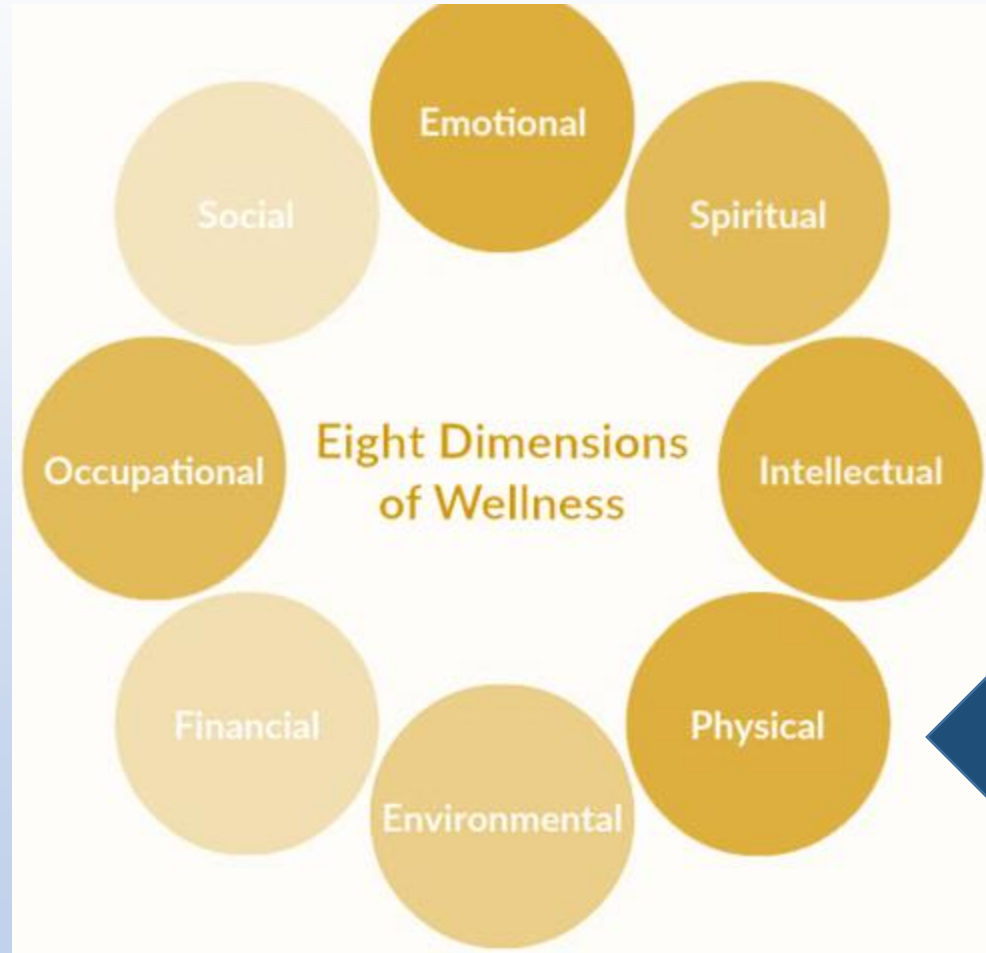 Emotional
Social
Spiritual
Occupational
Eight Dimensions
of Wellness
Intellectual
Financial
Physical
Environmental